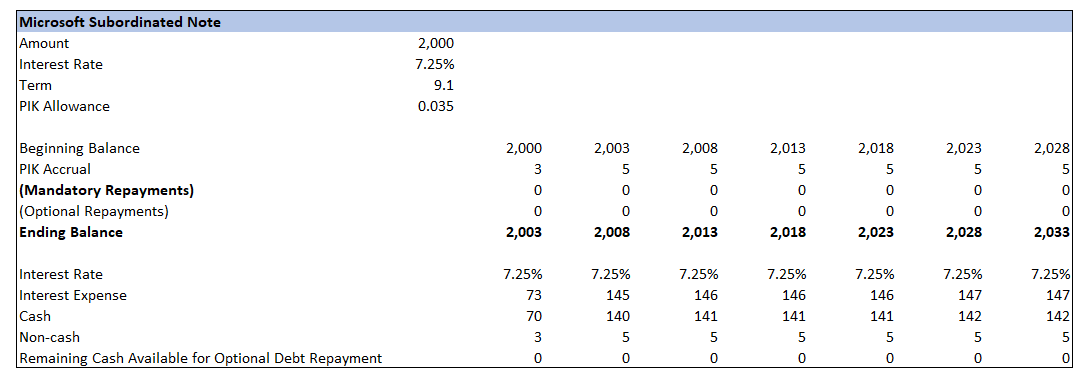 Microsoft Subordinated Note
Amount 2,000
Interest Rate 7.25%
Term 9.1
PIK Allowance 0.035
Beginning Balance 2,000 2,003 2,008 2,013 2,018 2,023 2,028
PIK Accrual 3 5 5 5 5 5 5
(Mandatory Repayments) 0 0 0 0 0 0 0
(Optional Repayments) 0 0 0 0 0 0 0
Ending Balance 2,003 2,008 2,013 2,018 2,023 2,028 2,033
Interest Rate 7.25% 7.25% 7.25% 7.25% 7.25% 7.25% 7.25%
Interest Expense 73 145 146 146 146 147 147
Cash 70 140 141 141 141 142 142
Non-cash 3 5 5 5 5 5 5
Remaining Cash Available for Optional Debt Repayment 0 0 0 0 0 0 0